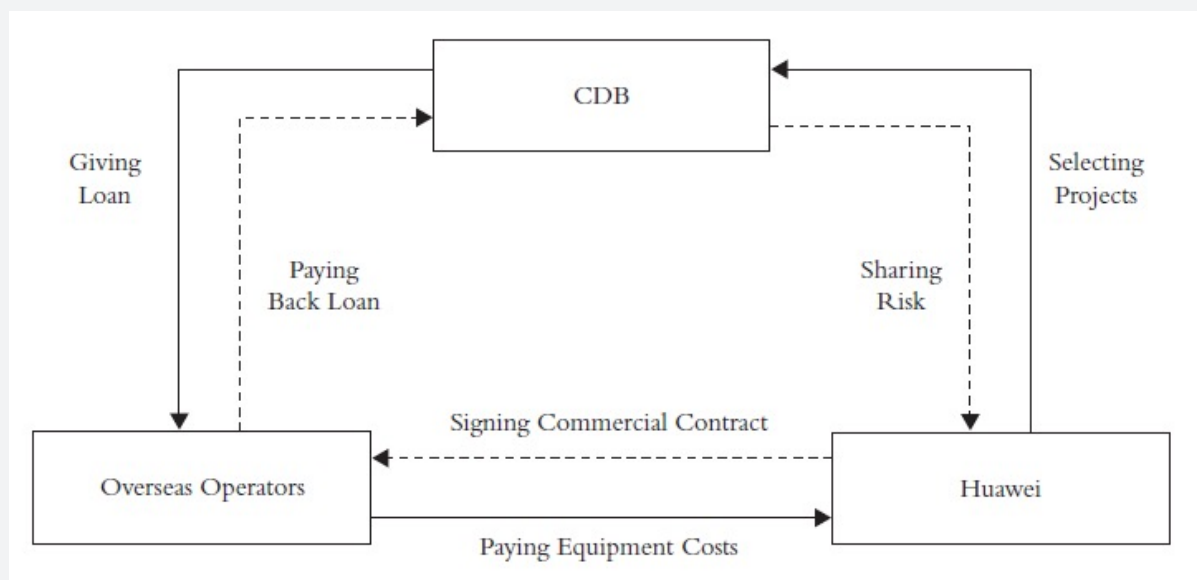 CDB
Giving
Loan
Selecting
Projects
Paying
Back Loan
Sharing
Risk
Signing Commercial Contract
Overseas Operators
Huawei
Paying Equipment Costs